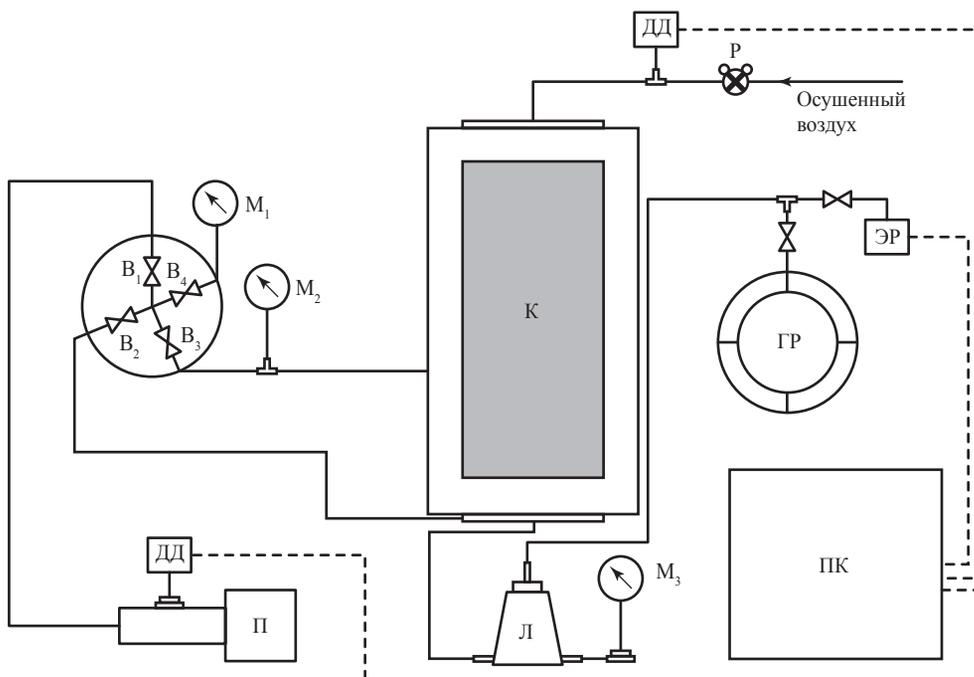 ДД
Р
Осушенный
воздух
М₁
В₁
В₄
М₂
В₂
В₃
К
ЭР
ГР
ДД
П
Л
М₃
ПК